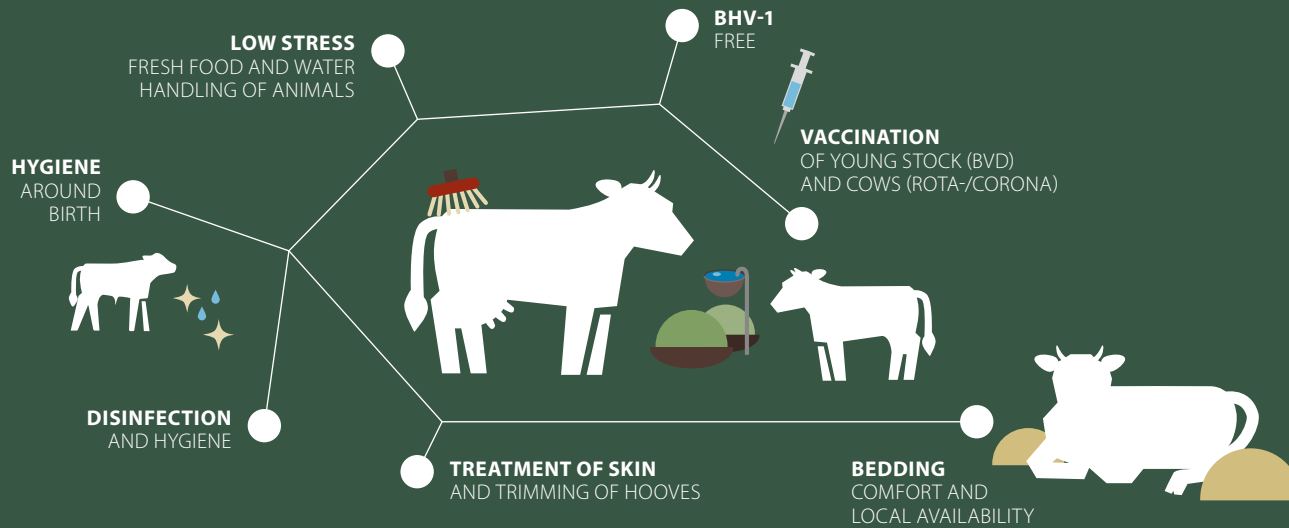 LOW STRESS
FRESH FOOD AND WATER
HANDLING OF ANIMALS
BHV-1
FREE
VACCINATION
OF YOUNG STOCK (BVD)
AND COWS (ROTA-/CORONA)
HYGIENE
AROUND
BIRTH
DISINFECTION
AND HYGIENE
TREATMENT OF SKIN
AND TRIMMING OF HOOVES
BEDDING
COMFORT AND
LOCAL AVAILABILITY